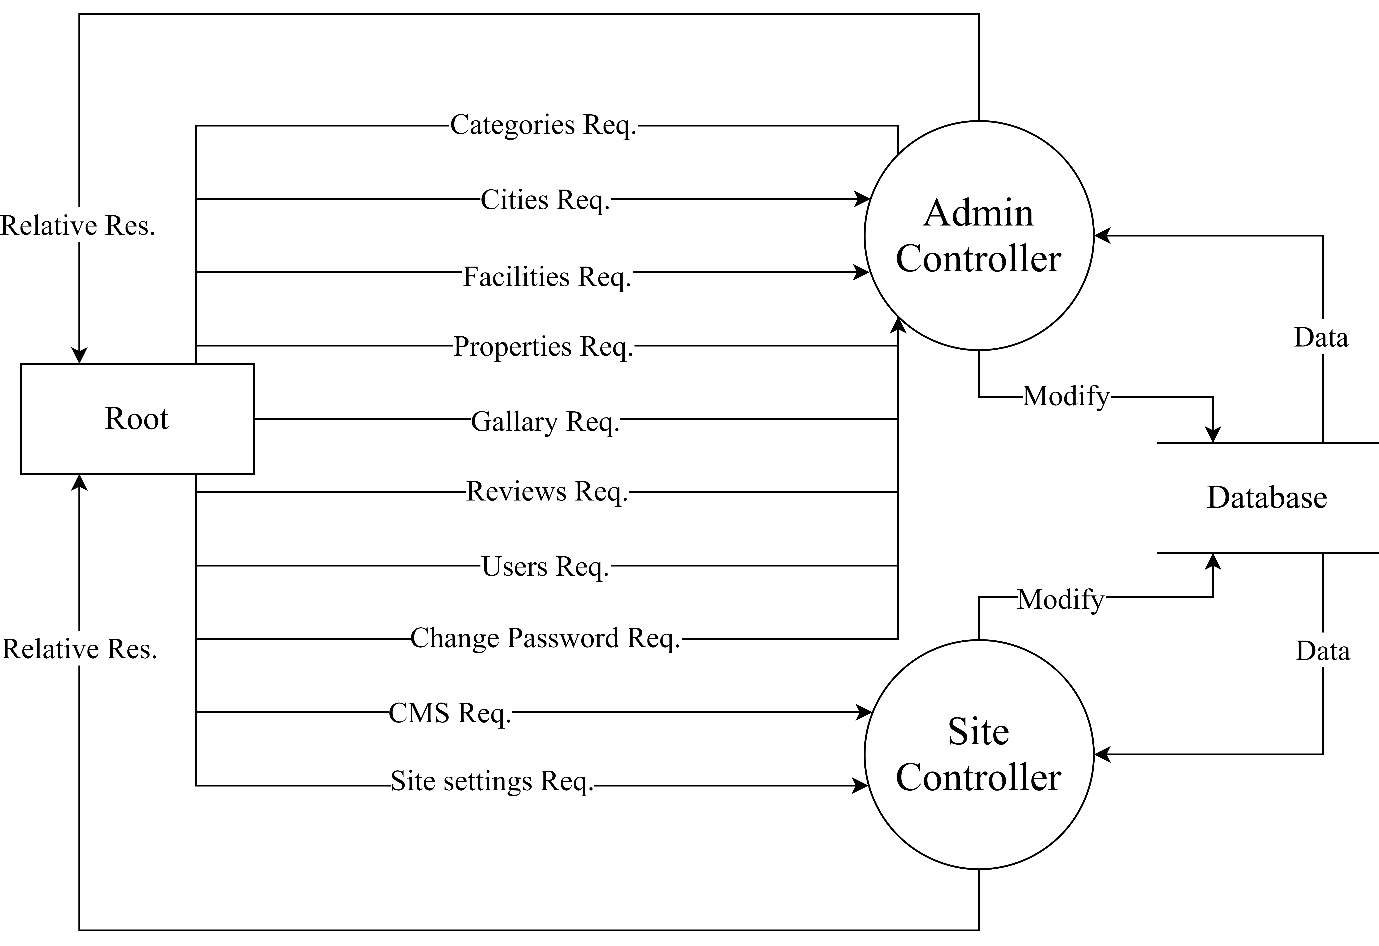 Categories Req.
Cities Req.
Relative Res.
Admin
Controller
Facilities Req.
Data
Properties Req.
Modify
Root
Gallary Req.
Reviews Req.
Database
Users Req.
Modify
Change Password Req.
Relative Res.
Data
CMS Req.
Site
Controller
Site settings Req.